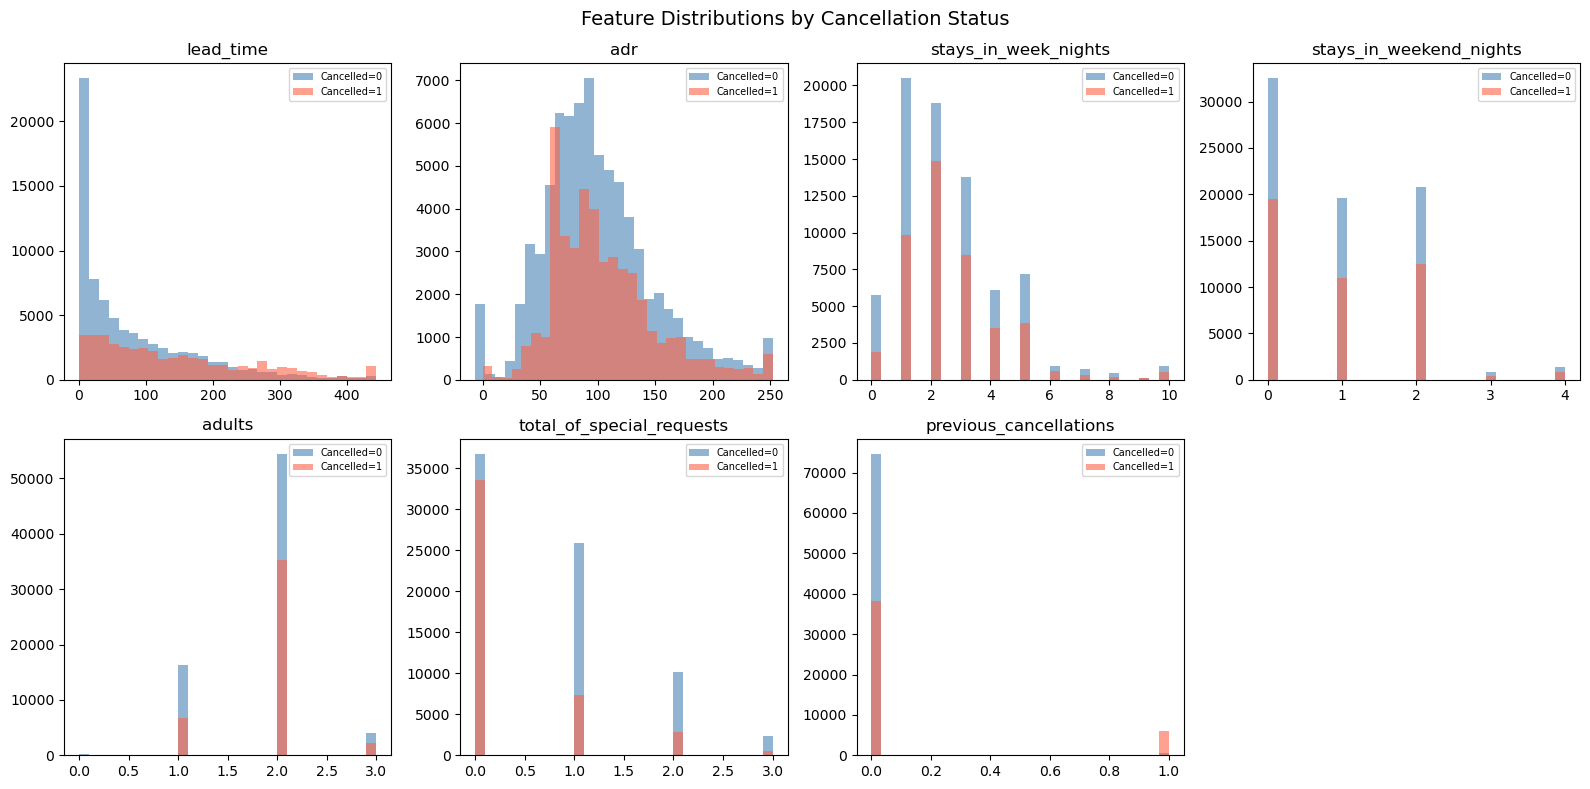 Feature Distributions by Cancellation Status
lead_time
Cancelled=0
Cancelled=1
20000
15000
10000
5000
0
0 100 200 300 400
adr
Cancelled=0
Cancelled=1
7000
6000
5000
4000
3000
2000
1000
0
0 50 100 150 200 250
stays_in_week_nights
Cancelled=0
Cancelled=1
20000
17500
15000
12500
10000
7500
5000
2500
0
0 2 4 6 8 10
stays_in_weekend_nights
Cancelled=0
Cancelled=1
30000
25000
20000
15000
10000
5000
0
0 1 2 3 4
adults
Cancelled=0
Cancelled=1
50000
40000
30000
20000
10000
0
0.0 0.5 1.0 1.5 2.0 2.5 3.0
total_of_special_requests
Cancelled=0
Cancelled=1
35000
30000
25000
20000
15000
10000
5000
0
0.0 0.5 1.0 1.5 2.0 2.5 3.0
previous_cancellations
Cancelled=0
Cancelled=1
70000
60000
50000
40000
30000
20000
10000
0
0.0 0.2 0.4 0.6 0.8 1.0